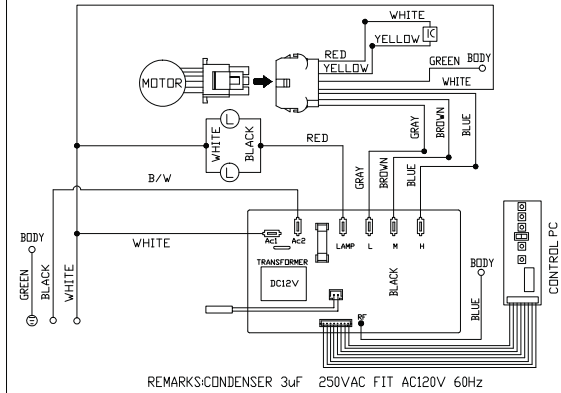 WHITE
IC
YELLOW
RED
YELLOW
GREEN
BODY
WHITE
MOTOR
GRAY
BROWN
BLUE
L
WHITE
BLACK
RED
L
B/W
GRAY
BROWN
BLUE
Ac1
Ac2
LAMP
L
M
H
WHITE
TRANSFORMER
DC12V
BLACK
BODY
BLUE
RF
CONTROL PC
BODY
GREEN
BLACK
WHITE
REMARKS:CONDENSER 3uF 250VAC FIT AC120V 60Hz